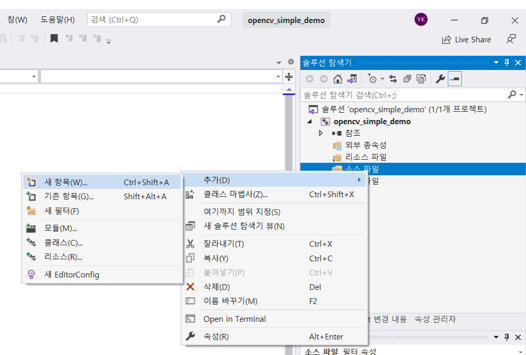 창(W) 도움말(H) 검색 (Ctrl+Q) opencv_simple_demo YK
Live Share
솔루션 탐색기
솔루션 탐색기 검색(Ctrl+;)
솔루션 'opencv_simple_demo' (1/1개 프로젝트)
opencv_simple_demo
참조
외부 종속성
리소스 파일
소스 파일
일
추가(D)
클래스 마법사(Z)... Ctrl+Shift+X
여기까지 범위 지정(S)
새 솔루션 탐색기 뷰(N)
잘라내기(T) Ctrl+X
복사(Y) Ctrl+C
붙여넣기(P) Ctrl+V
삭제(D) Del
이름 바꾸기(M) F2
Open in Terminal
속성(R) Alt+Enter
새 항목(W)... Ctrl+Shift+A
기존 항목(G)... Shift+Alt+A
새 필터(F)
모듈(M)...
클래스(C)...
리소스(R)...
새 EditorConfig
변경 내용 속성 관리자
소스 파일 필터 속성